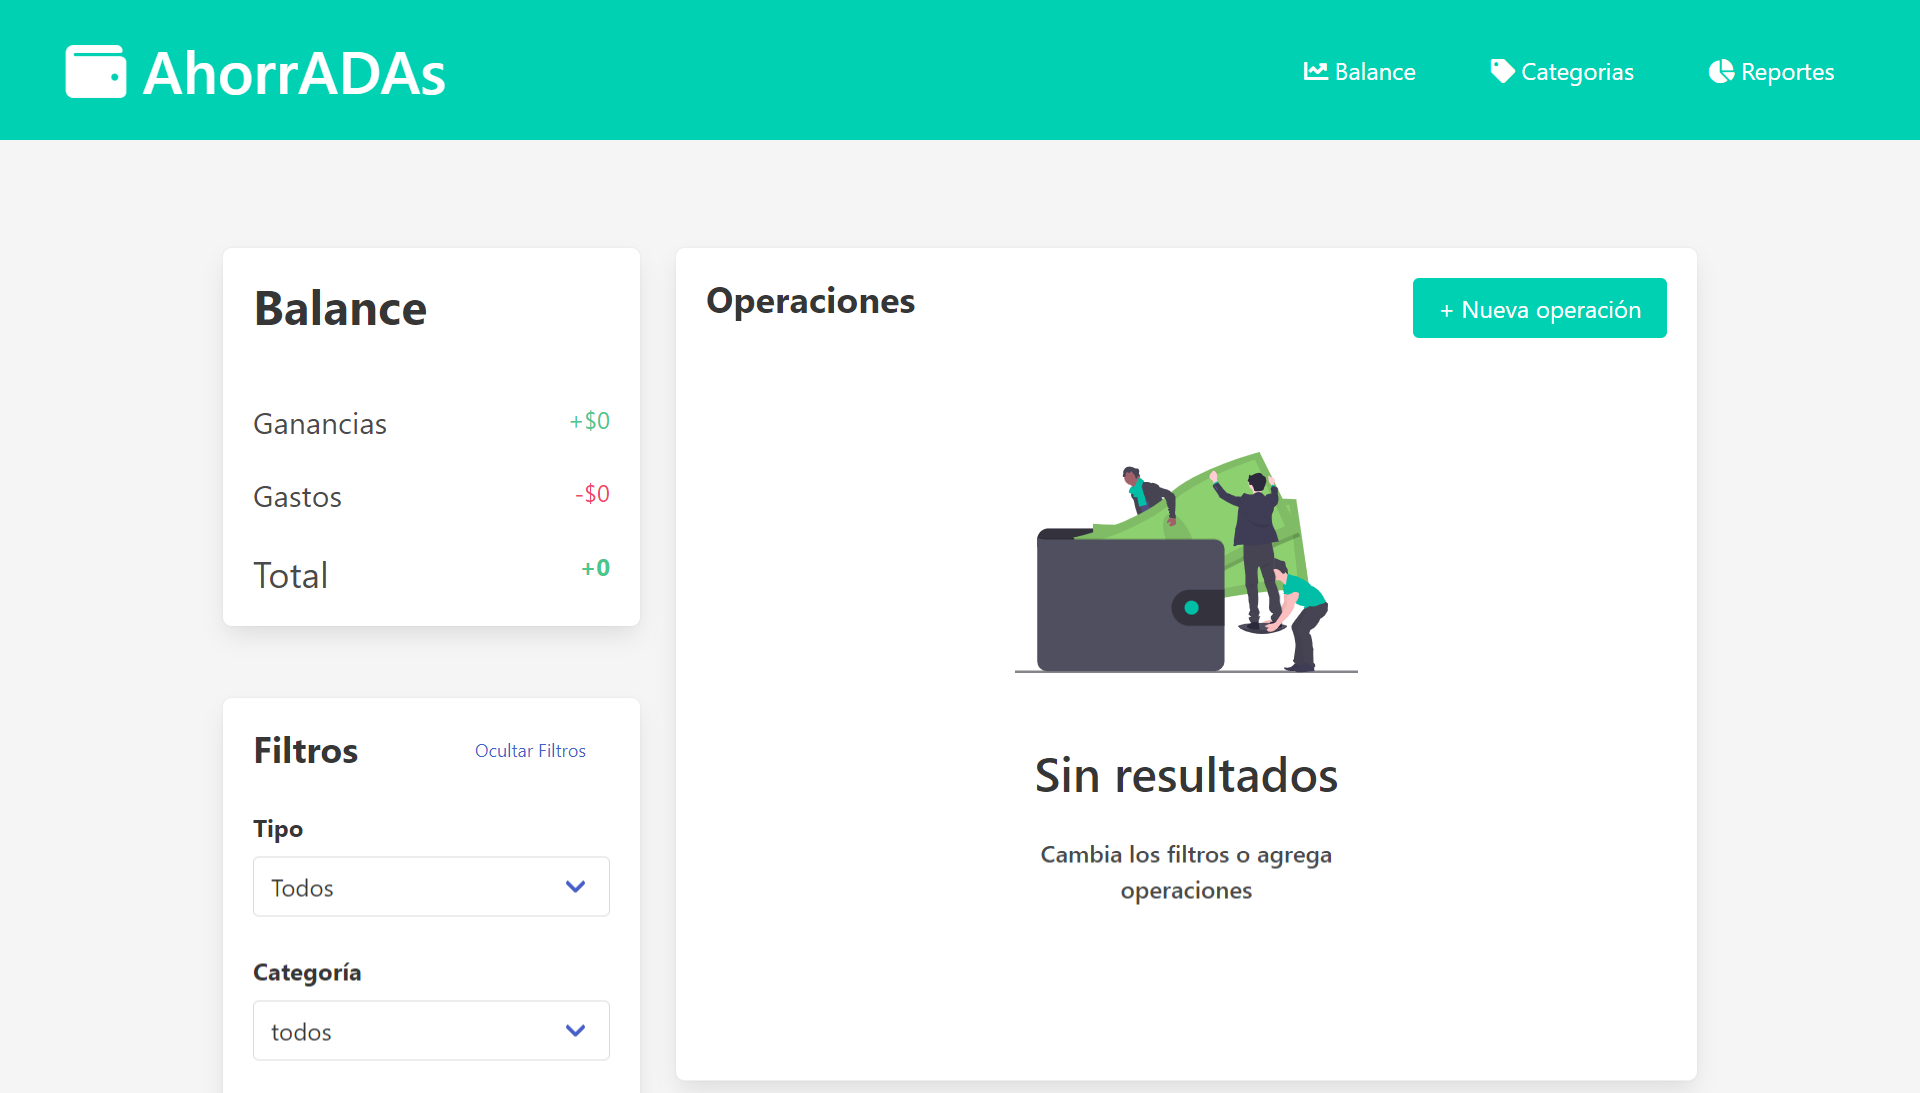 AhorrADAs
Balance
Categorias
Reportes
Balance
Ganancias
+$0
Gastos
-$0
Total
+0
Filtros
Ocultar Filtros
Tipo
Todos
Categoría
todos
Operaciones
+ Nueva operación
Sin resultados
Cambia los filtros o agrega
operaciones